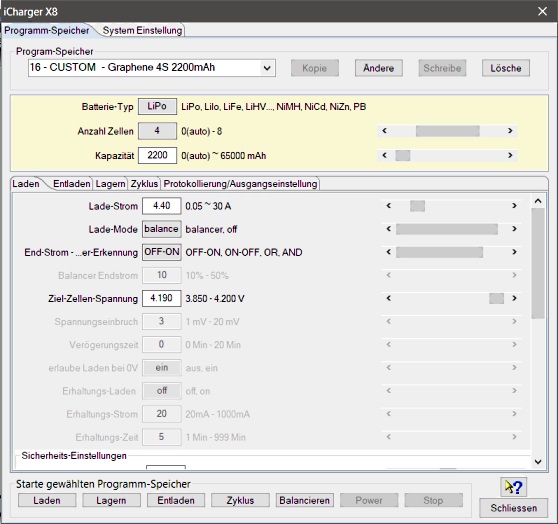 iCharger X8
Programm-Speicher System Einstellung
Program-Speicher
16 - CUSTOM - Graphene 4S 2200mAh Kopie Ändere Schreibe Lösche
Batterie-Typ LiPo LiPo, LiIo, LiFe, LiHV..., NiMH, NiCd, NiZn, PB
Anzahl Zellen 4 0(auto) - 8
Kapazität 2200 0(auto) ~ 65000 mAh
Laden Entladen Lagern Zyklus Protokollierung/Ausgangseinstellung
Lade-Strom 4.40 0.05 ~ 30 A
Lade-Mode balance balancer, off
End-Strom - ...er-Erkennung OFF-ON OFF-ON, ON-OFF, OR, AND
Balancer Endstrom 10 10% - 50%
Ziel-Zellen-Spannung 4.190 3.850 - 4.200 V
Spannungseinbruch 3 1 mV - 20 mV
Verögerungszeit 0 0 Min - 20 Min
erlaube Laden bei 0V ein aus, ein
Erhaltungs-Laden off off, on
Erhaltungs-Strom 20 20mA - 1000mA
Erhaltungs-Zeit 5 1 Min - 999 Min
Sicherheits-Einstellungen
Starte gewählten Programm-Speicher
Laden Lagern Entladen Zyklus Balancieren Power Stop
Schliessen